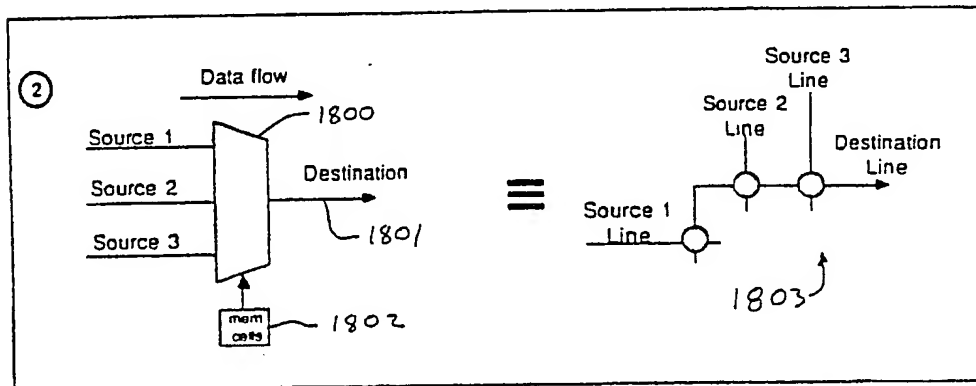 2
Data flow
1800
Source 1
Source 2
Source 3
Destination
1801
mem
cells
1802
Source 3
Line
Source 2
Line
Destination
Line
Source 1
Line
1803